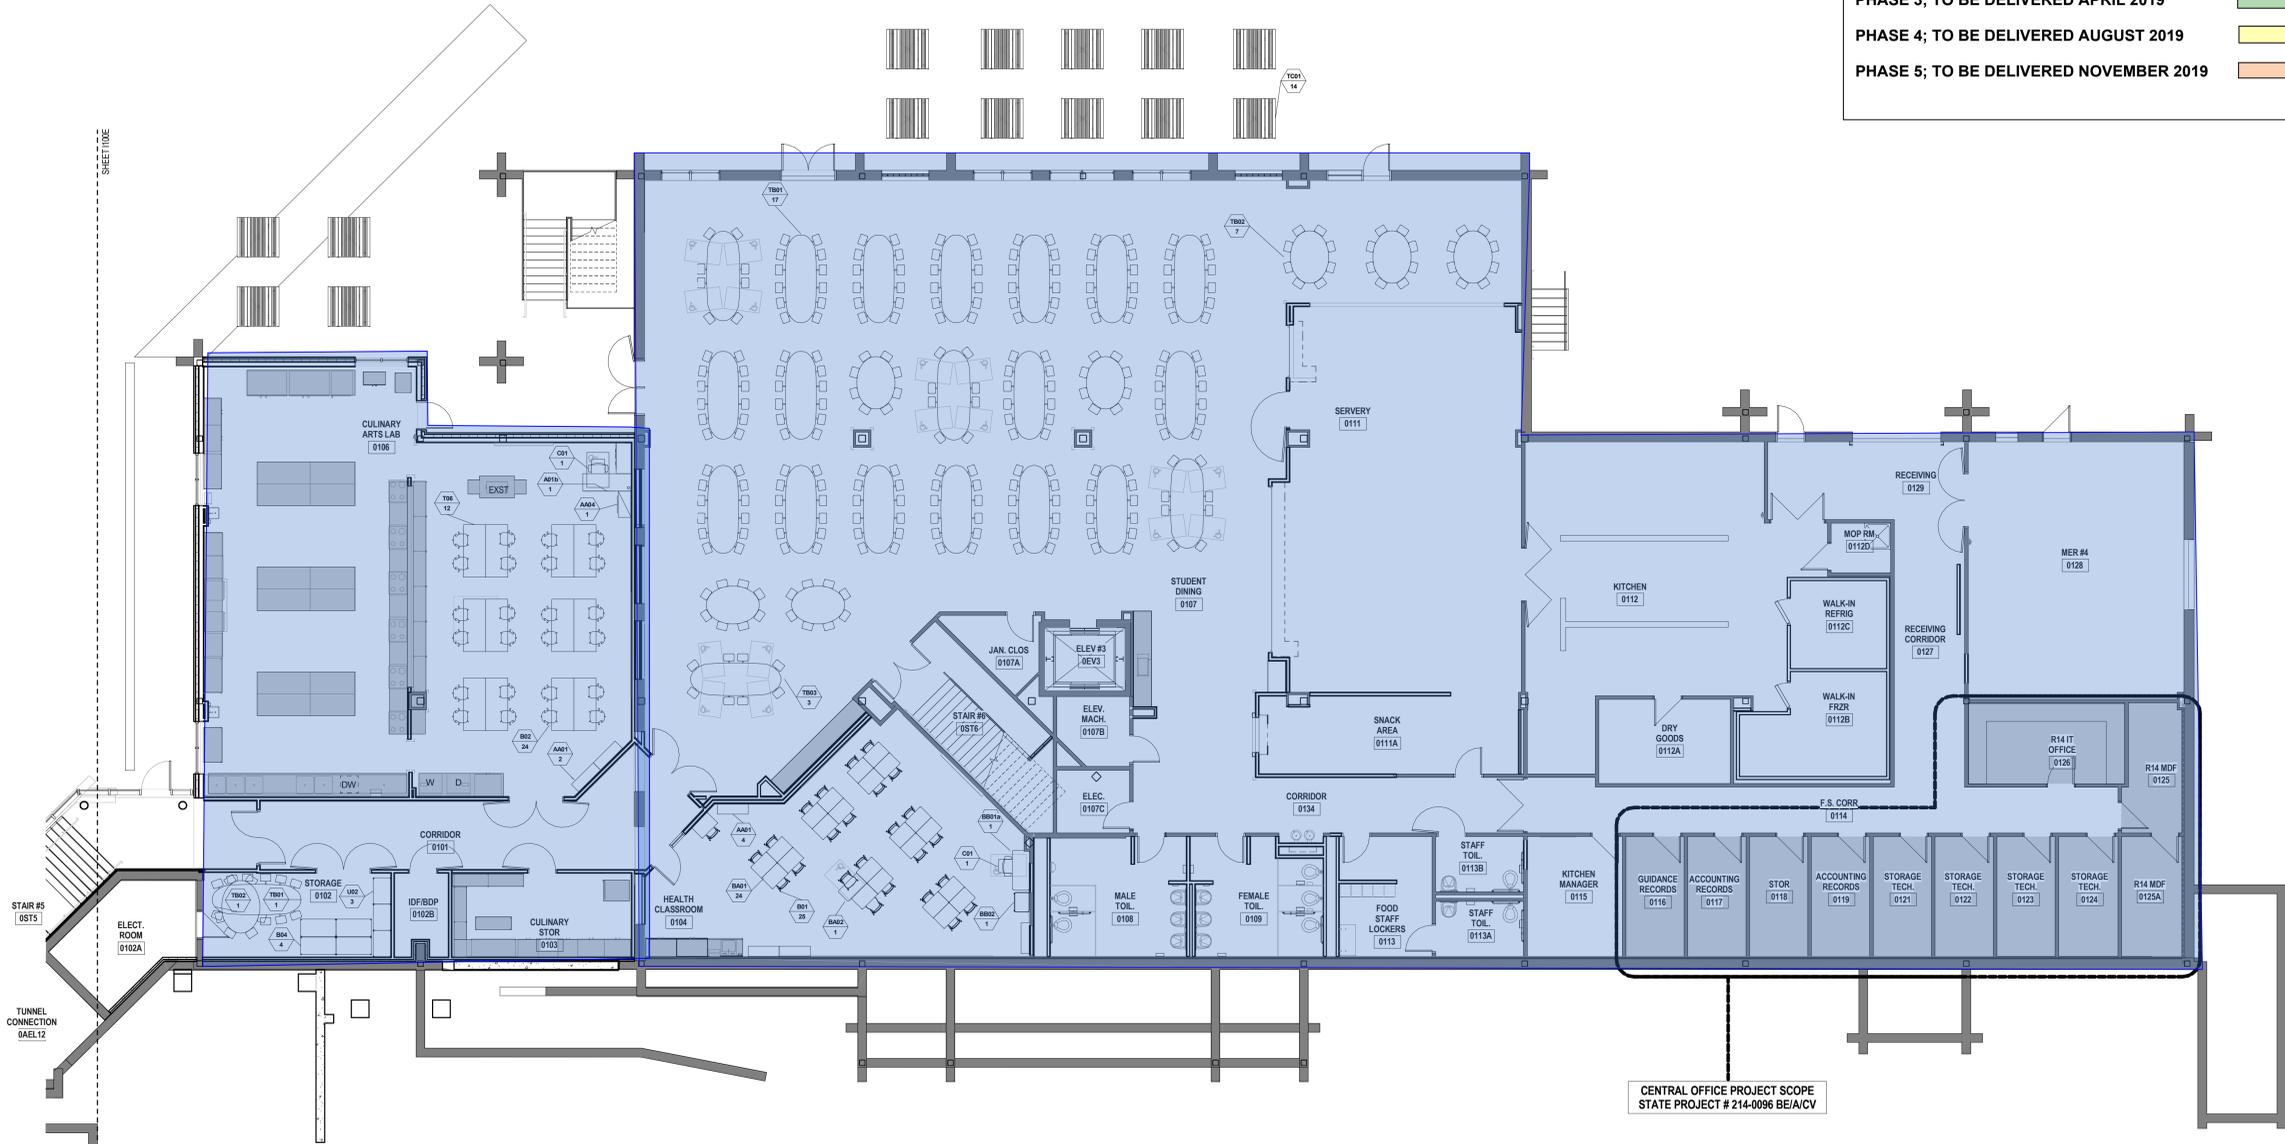 PHASE 3; TO BE DELIVERED APRIL 2019
PHASE 4; TO BE DELIVERED AUGUST 2019
PHASE 5; TO BE DELIVERED NOVEMBER 2019
SHEET I100E
TC01
14
TB01
17
TB02
7
CULINARY
ARTS LAB
0106
C01
1
A01b
1
EXST
AA04
1
T06
12
SERVERY
0111
RECEIVING
0129
MOP RM
0112D
MER #4
0128
STUDENT
DINING
0107
KITCHEN
0112
WALK-IN
REFRIG
0112C
RECEIVING
CORRIDOR
0127
JAN. CLOS
0107A
ELEV #3
0EV3
TB03
3
STAIR #6
0ST6
ELEV.
MACH.
0107B
SNACK
AREA
0111A
DRY
GOODS
0112A
WALK-IN
FRZR
0112B
B02
24
AA01
2
R14 IT
OFFICE
0126
R14 MDF
0125
DW
W
D
ELEC.
0107C
CORRIDOR
0134
F.S. CORR
0114
CORRIDOR
0101
AA01
4
BB01a
1
C01
1
STAFF
TOIL.
0113B
KITCHEN
MANAGER
0115
GUIDANCE
RECORDS
0116
ACCOUNTING
RECORDS
0117
STOR
0118
ACCOUNTING
RECORDS
0119
STORAGE
TECH.
0121
STORAGE
TECH.
0122
STORAGE
TECH.
0123
STORAGE
TECH.
0124
R14 MDF
0125A
STORAGE
0102
TB02
1
TB01
1
U02
3
B04
4
IDF/BDP
0102B
CULINARY
STOR
0103
HEALTH
CLASSROOM
0104
BA01
24
B01
25
BA02
1
BB02
1
MALE
TOIL.
0108
FEMALE
TOIL.
0109
FOOD
STAFF
LOCKERS
0113
STAFF
TOIL.
0113A
STAIR #5
0ST5
ELECT.
ROOM
0102A
TUNNEL
CONNECTION
0AEL12
CENTRAL OFFICE PROJECT SCOPE
STATE PROJECT # 214-0096 BE/A/CV